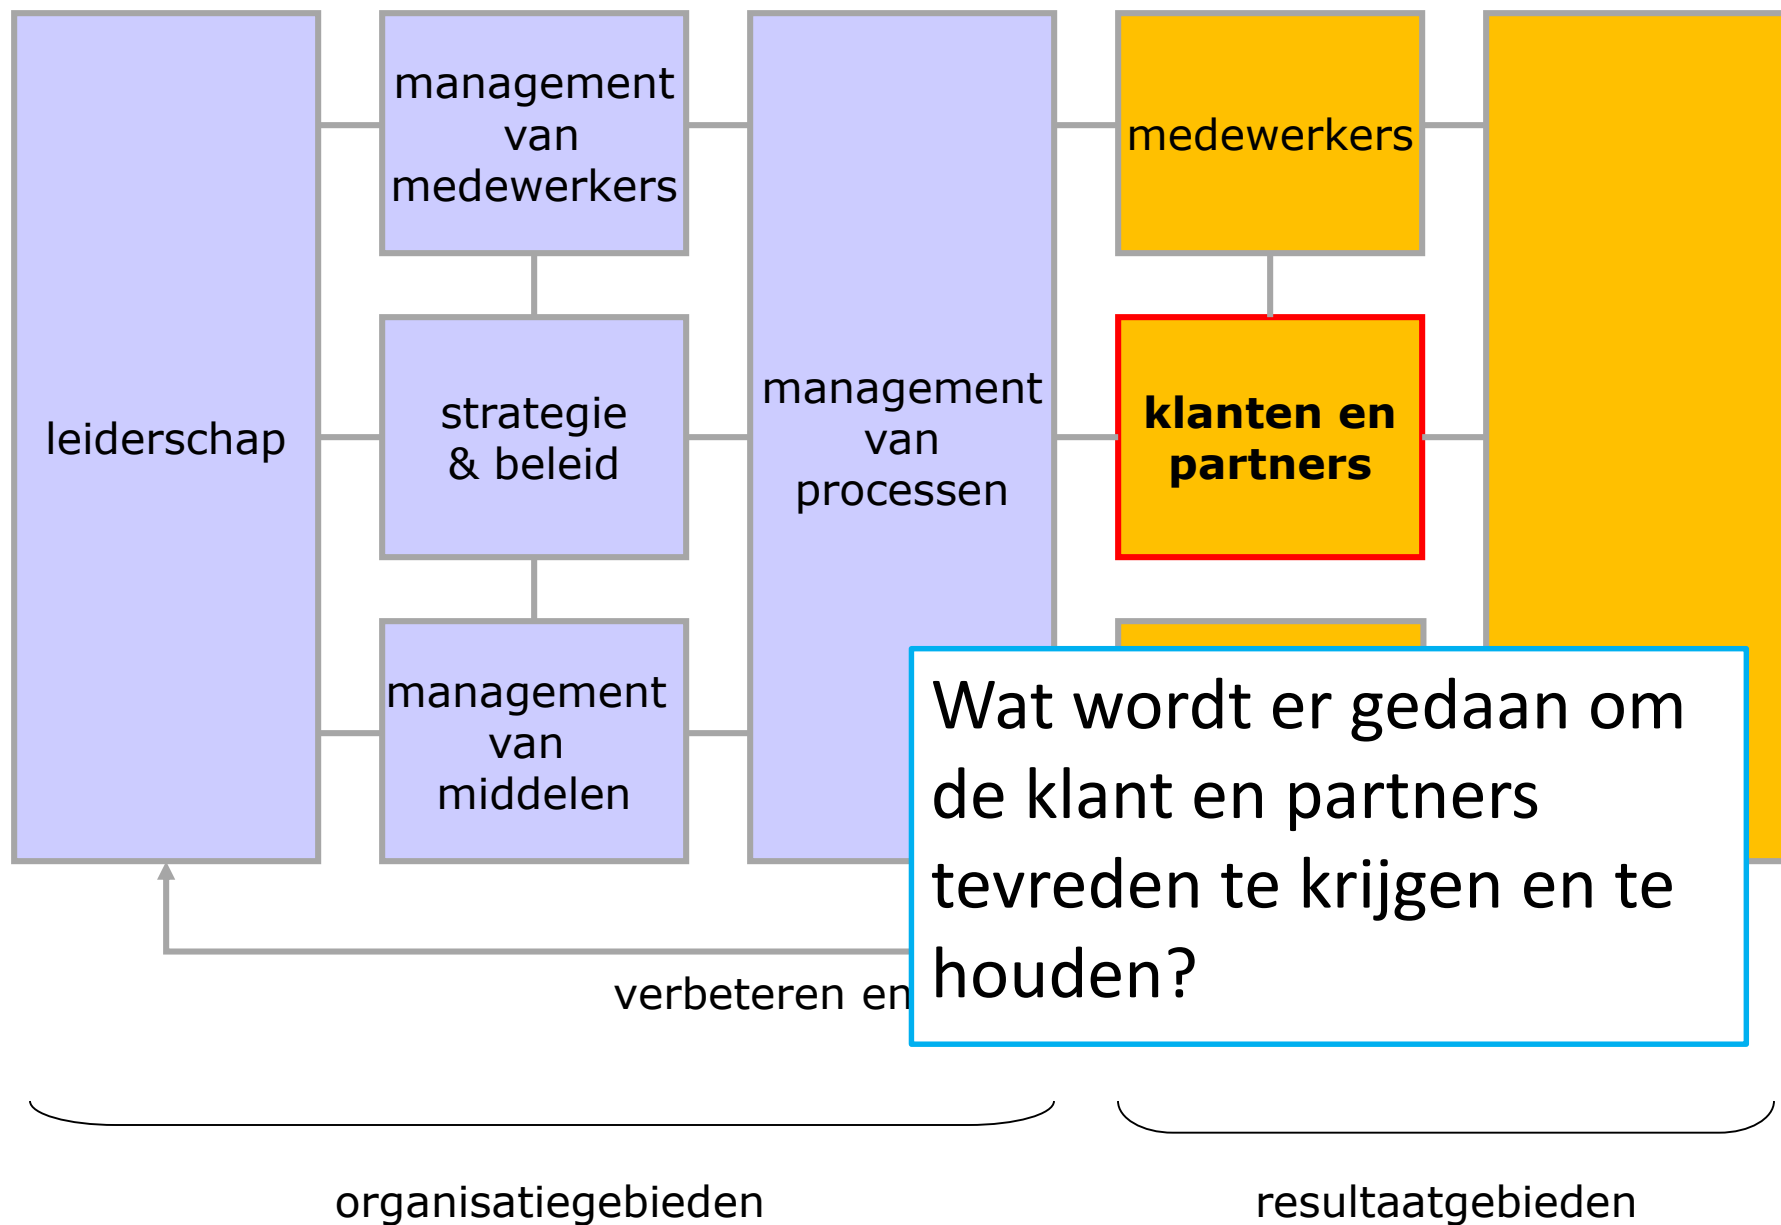 leiderschap
management
van
medewerkers
strategie
& beleid
management
van
middelen
management
van
processen
medewerkers
klanten en
partners
Wat wordt er gedaan om
de klant en partners
tevreden te krijgen en te
houden?
verbeteren en
organisatiegebieden
resultaatgebieden